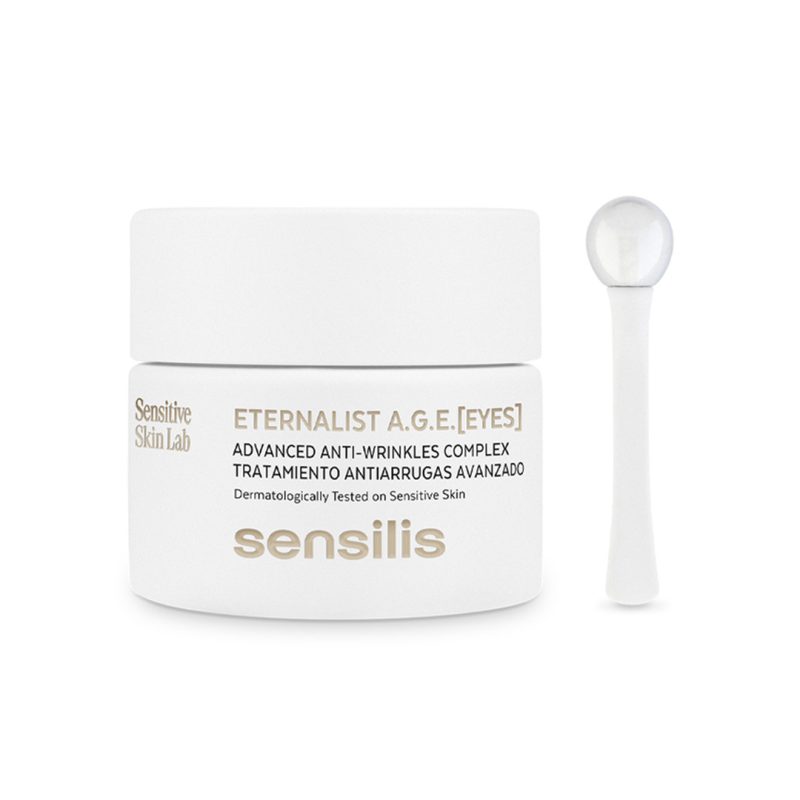 Sensitive
Skin Lab
ETERNALIST A.G.E.[EYES]
ADVANCED ANTI-WRINKLES COMPLEX
TRATAMIENTO ANTIARRUGAS AVANZADO
Dermatologically Tested on Sensitive Skin
sensilis